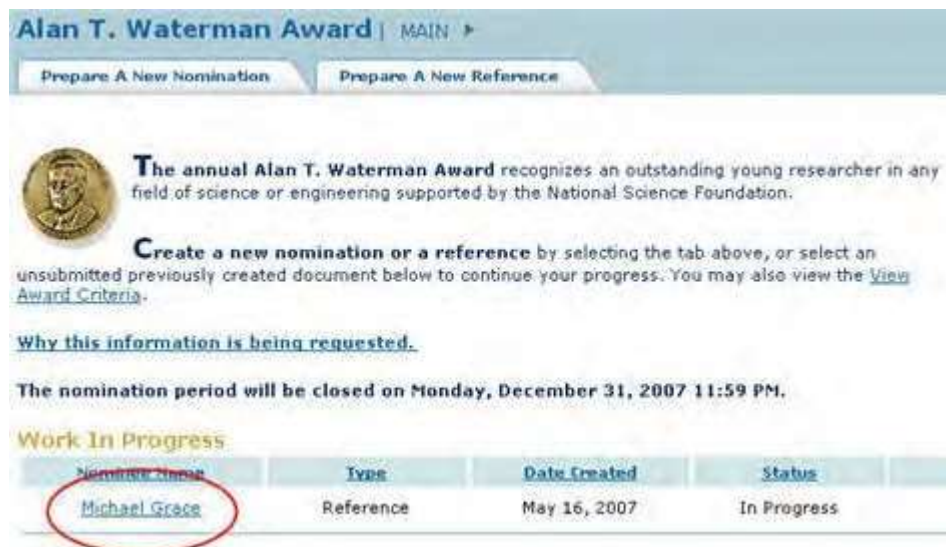 Alan T. Waterman Award | MAIN ▸
Prepare A New Nomination Prepare A New Reference
The annual Alan T. Waterman Award recognizes an outstanding young researcher in any
field of science or engineering supported by the National Science Foundation.
Create a new nomination or a reference by selecting the tab above, or select an
unsubmitted previously created document below to continue your progress. You may also view the View
Award Criteria.
Why this information is being requested.
The nomination period will be closed on Monday, December 31, 2007 11:59 PM.
Work In Progress
Nominee Name Type Date Created Status
Michael Grace Reference May 16, 2007 In Progress